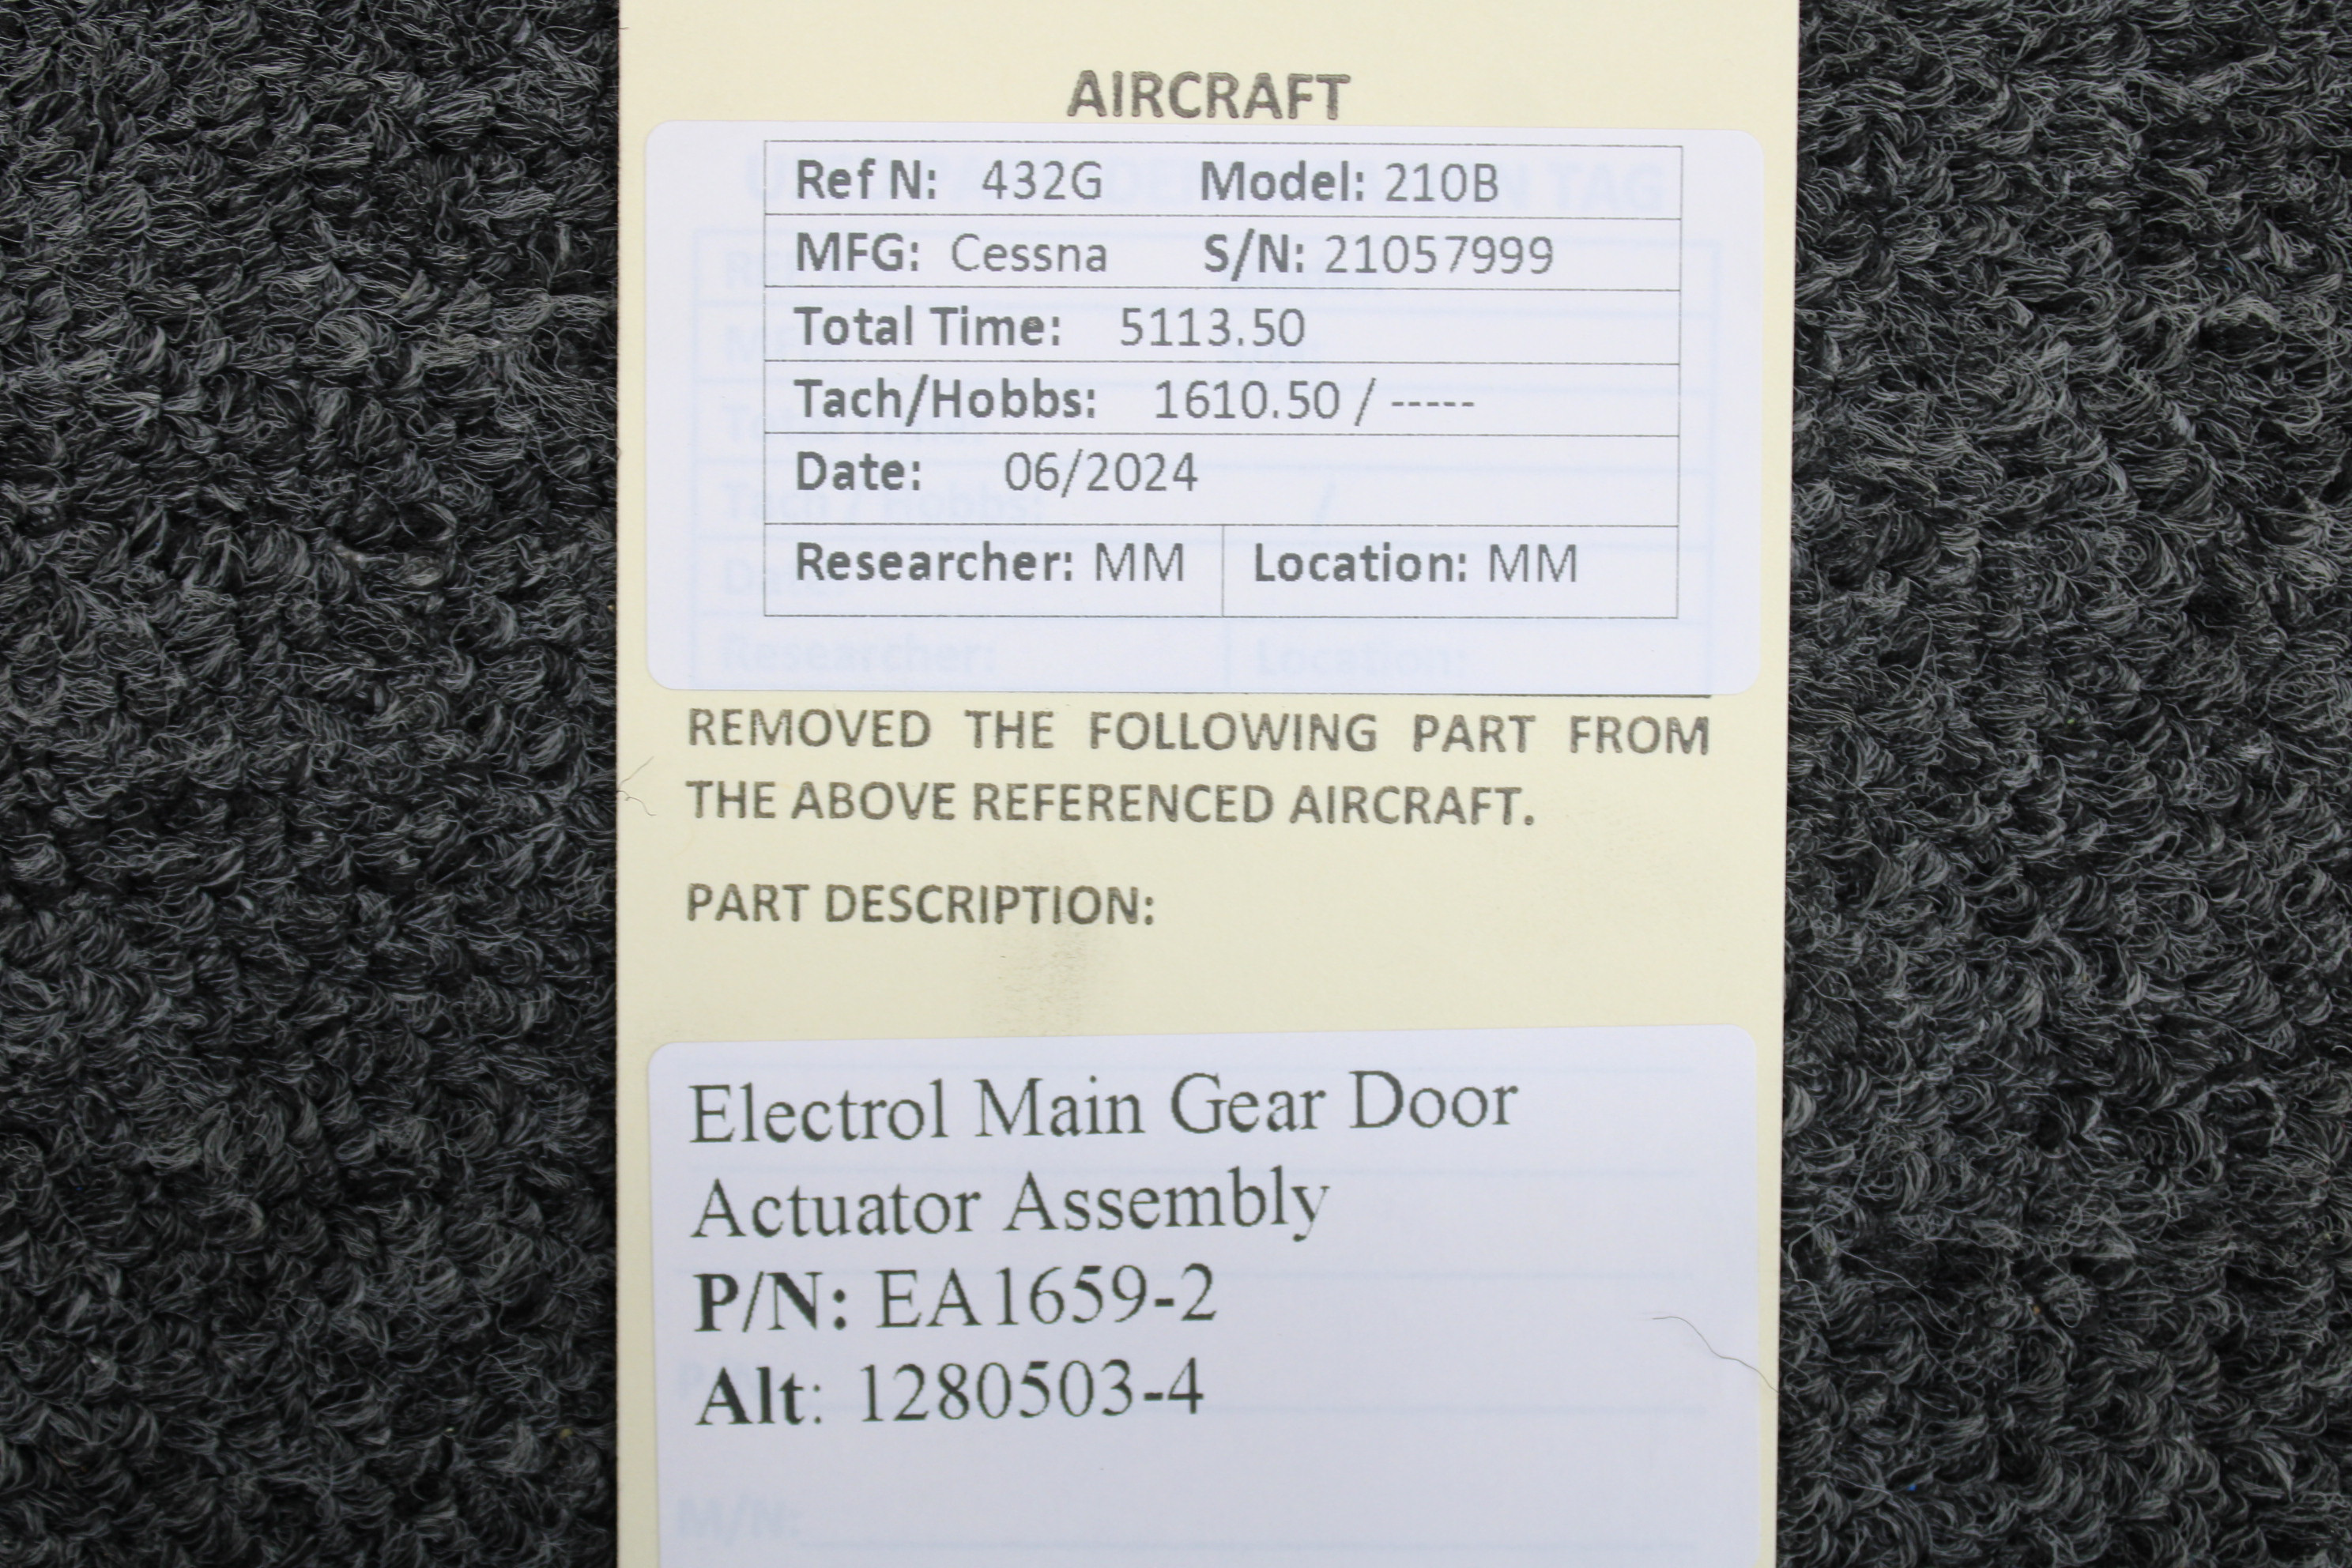 AIRCRAFT
Ref N: 432G Model: 210B
MFG: Cessna S/N: 21057999
Total Time: 5113.50
Tach/Hobbs: 1610.50 / -----
Date: 06/2024
Researcher: MM Location: MM
Researcher: Location:
REMOVED THE FOLLOWING PART FROM
THE ABOVE REFERENCED AIRCRAFT.
PART DESCRIPTION:
Electrol Main Gear Door
Actuator Assembly
P/N: EA1659-2
Alt: 1280503-4
M/N: